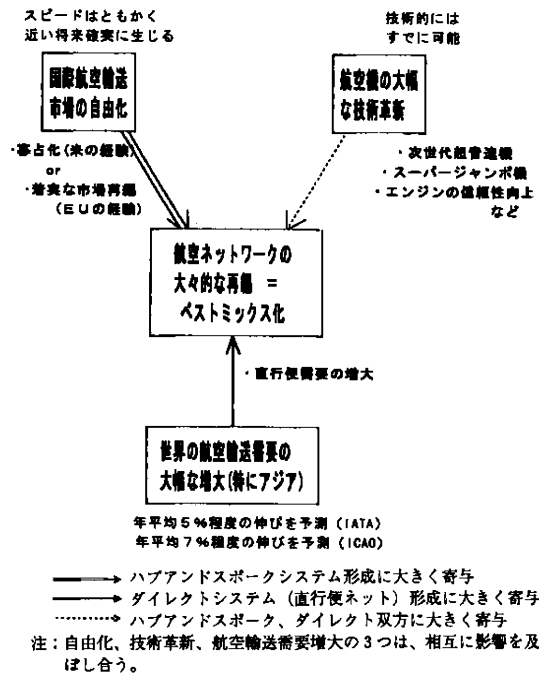 スピードはともかく
近い将来確実に生じる
国際航空輸送
市場の自由化
技術的には
すでに可能
航空機の大幅
な技術革新
・寡占化(米の経験)
or
・着実な市場再編
(EUの経験)
・次世代超音速機
・スーパージャンボ機
・エンジンの信頼性向上
など
航空ネットワークの
大々的な再編 =
ベストミックス化
・直行便需要の増大
世界の航空輸送需要の
大幅な増大(特にアジア)
年平均5%程度の伸びを予測 (IATA)
年平均7%程度の伸びを予測 (ICAO)
ハブアンドスポークシステム形成に大きく寄与
ダイレクトシステム (直行便ネット) 形成に大きく寄与
ハブアンドスポーク、ダイレクト双方に大きく寄与
注：自由化、技術革新、航空輸送需要増大の3つは、相互に影響を及
ぼし合う。